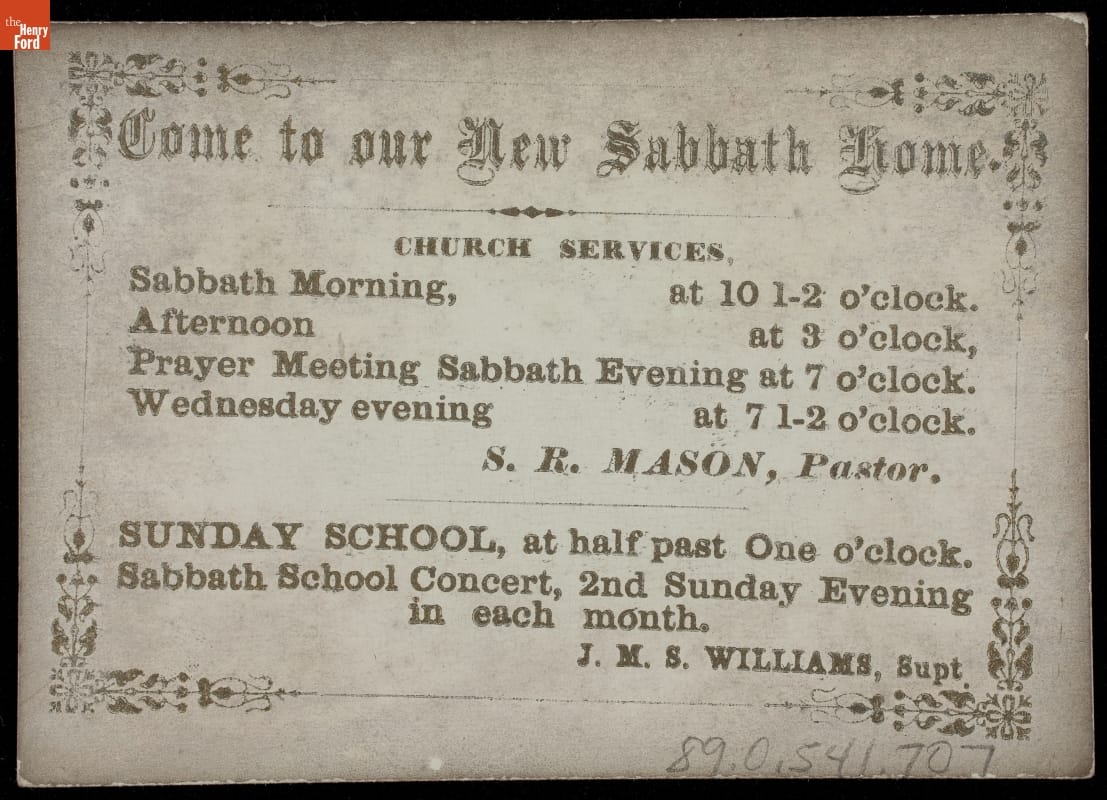 the
Henry
Ford
Come to our New Sabbath Home.
CHURCH SERVICES,
Sabbath Morning, at 10 1-2 o'clock.
Afternoon at 3 o'clock,
Prayer Meeting Sabbath Evening at 7 o'clock.
Wednesday evening at 7 1-2 o'clock.
S. R. MASON, Pastor.
SUNDAY SCHOOL, at half past One o'clock.
Sabbath School Concert, 2nd Sunday Evening
in each month.
J. M. S. WILLIAMS, Supt.
89.0.541.707